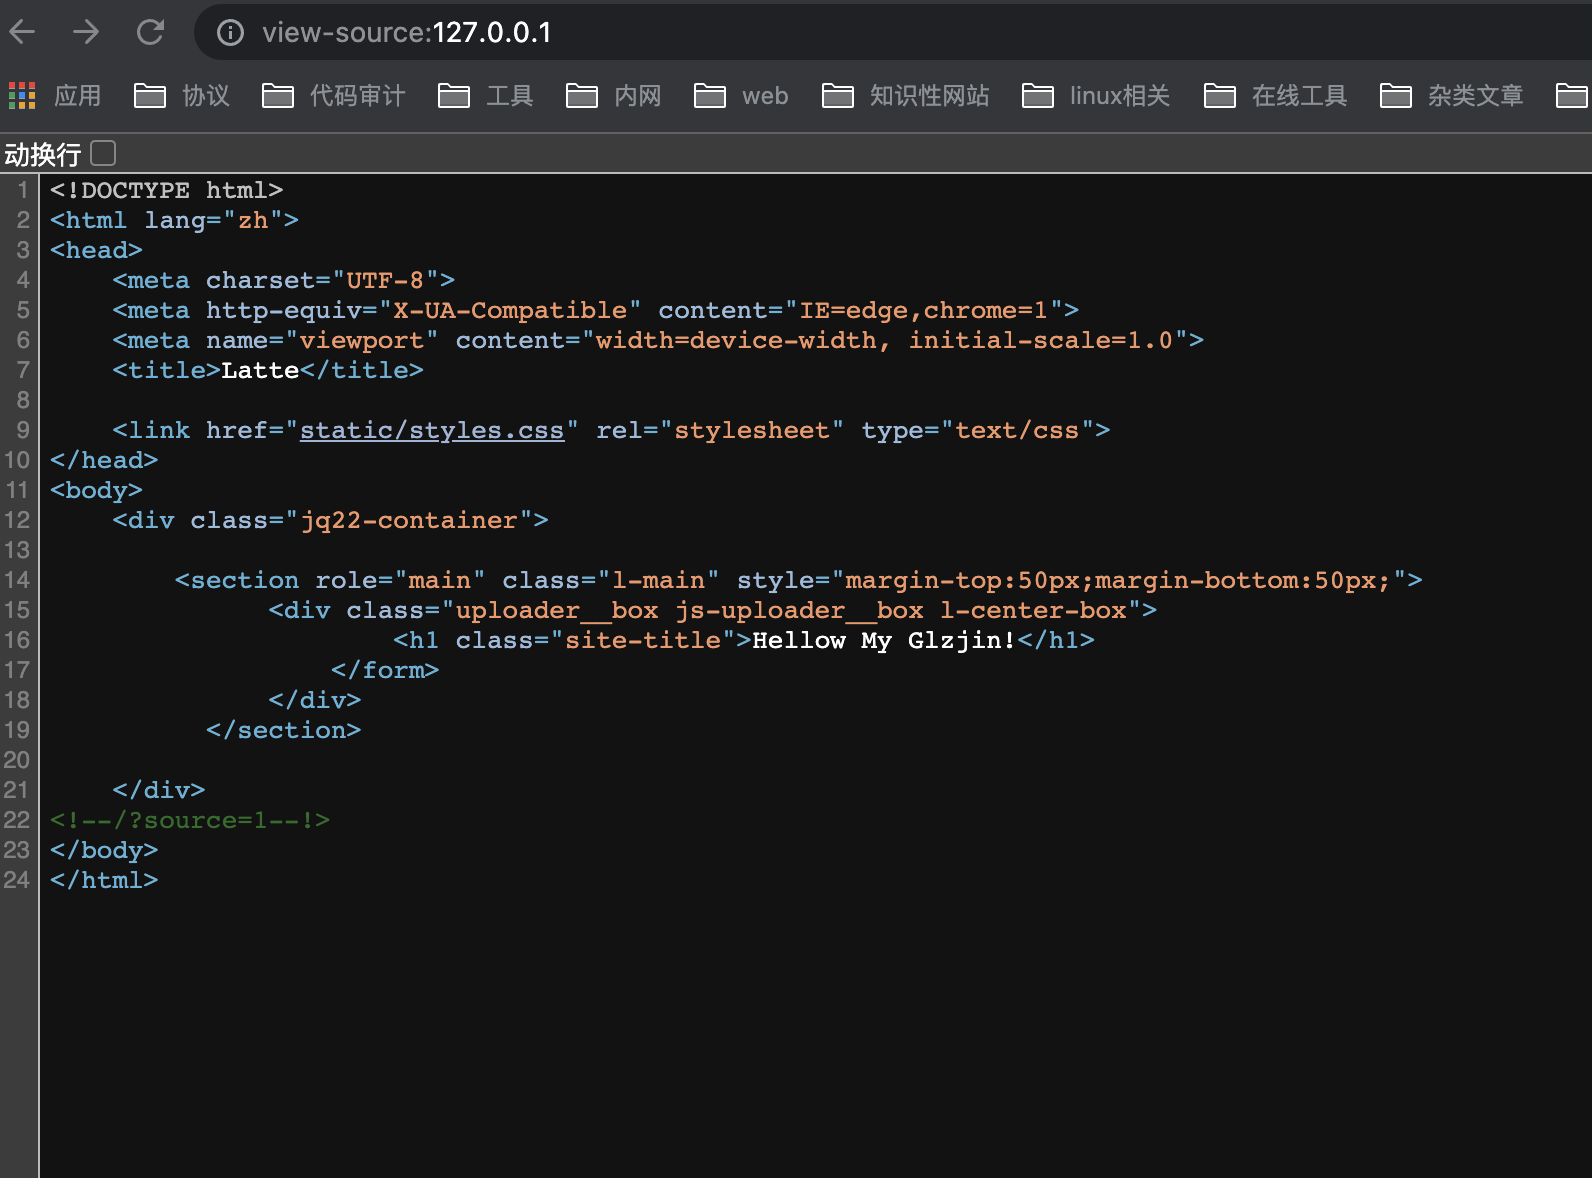 view-source:127.0.0.1
应用 协议 代码审计 工具 内网 web 知识性网站 linux相关 在线工具 杂类文章
动换行
1 <!DOCTYPE html>
2 <html lang="zh">
3 <head>
4 <meta charset="UTF-8">
5 <meta http-equiv="X-UA-Compatible" content="IE=edge,chrome=1">
6 <meta name="viewport" content="width=device-width, initial-scale=1.0">
7 <title>Latte</title>
8
9 <link href="static/styles.css" rel="stylesheet" type="text/css">
10 </head>
11 <body>
12 <div class="jq22-container">
13
14 <section role="main" class="l-main" style="margin-top:50px;margin-bottom:50px;">
15 <div class="uploader__box js-uploader__box l-center-box">
16 <h1 class="site-title">Hellow My Glzjin!</h1>
17 </form>
18 </div>
19 </section>
20
21 </div>
22 <!--/?source=1--!>
23 </body>
24 </html>